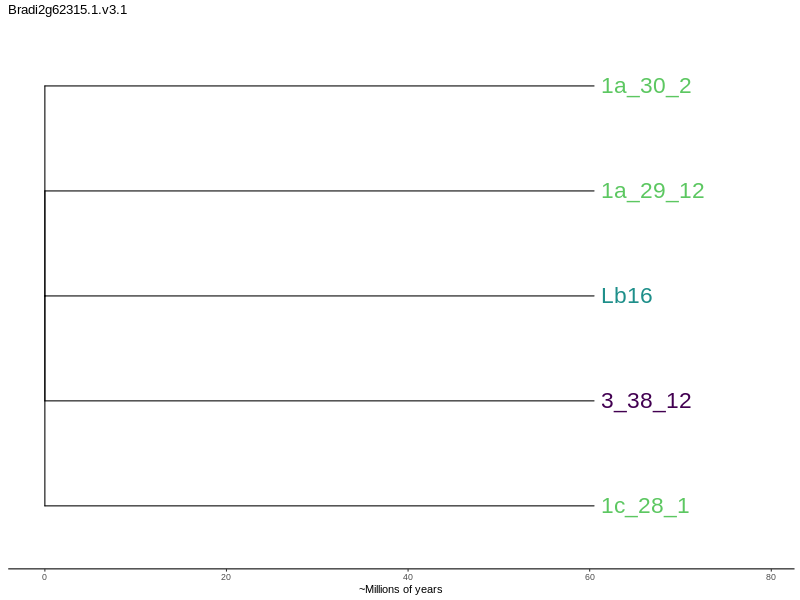 Bradi2g62315.1.v3.1
1a_30_2
1a_29_12
Lb16
3_38_12
1c_28_1
0 20 40 60 80
~Millions of years